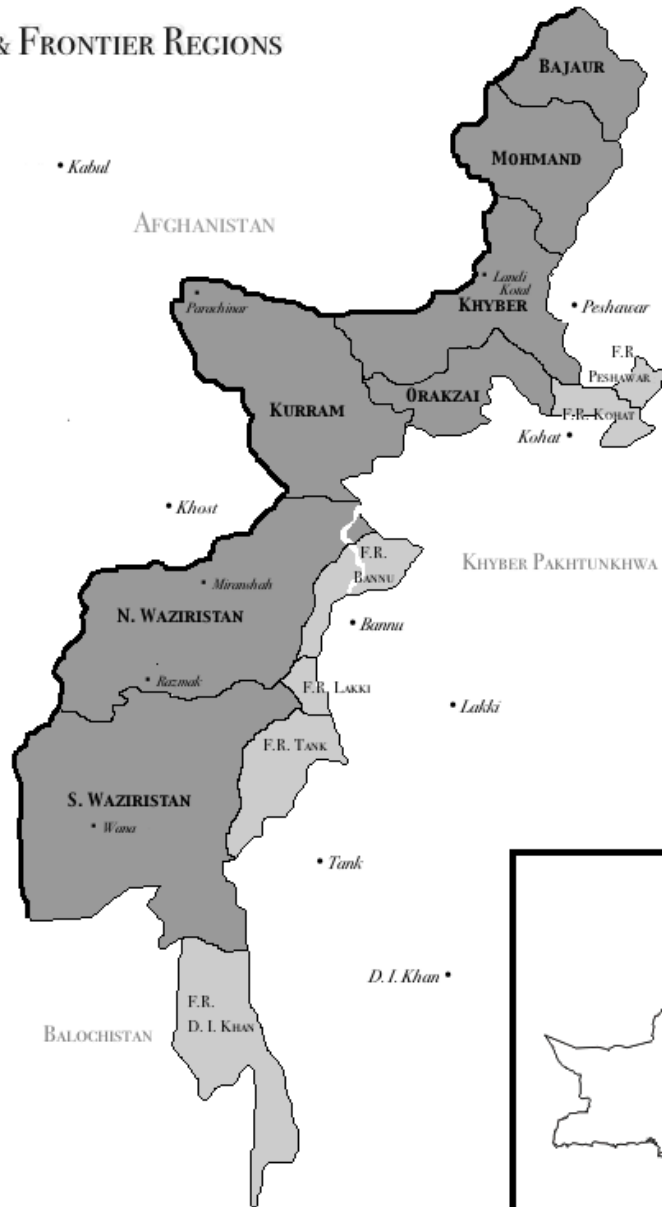 & FRONTIER REGIONS
BAJAUR
MOHMAND
Kabul
AFGHANISTAN
Landi
Kotal
Parachinar
KHYBER
Peshawar
F.R.
PESHAWAR
ORAKZAI
KURRAM
F.R. KOHAT
Kohat
Khost
F.R.
BANNU
KHYBER PAKHTUNKHWA
Miranshah
N. WAZIRISTAN
Bannu
Razmak
F.R. LAKKI
Lakki
F.R. TANK
S. WAZIRISTAN
Wana
Tank
D. I. Khan
F.R.
D. I. KHAN
BALOCHISTAN